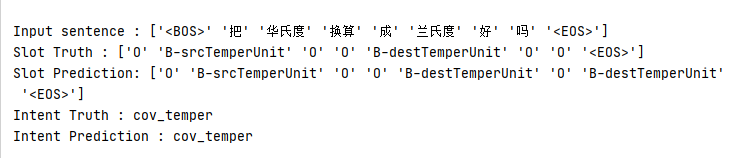 Input sentence : ['<BOS>' '把' '华氏度' '换算' '成' '兰氏度' '好' '吗' '<EOS>']
Slot Truth : ['O' 'B-srcTemperUnit' 'O' 'O' 'B-destTemperUnit' 'O' 'O' '<EOS>']
Slot Prediction: ['O' 'B-srcTemperUnit' 'O' 'O' 'B-destTemperUnit' 'O' 'O' 'B-destTemperUnit'
'<EOS>']
Intent Truth : cov_temper
Intent Prediction : cov_temper